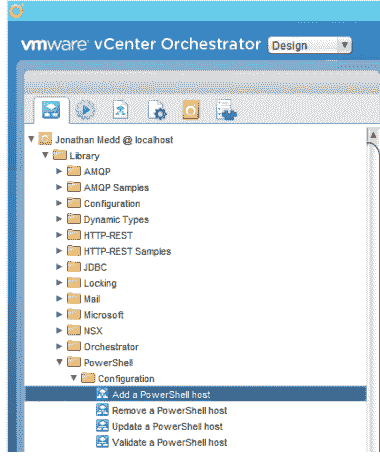 vmware vCenter Orchestrator Design
Jonathan Medd @ localhost
Library
AMQP
AMQP Samples
Configuration
Dynamic Types
HTTP-REST
HTTP-REST Samples
JDBC
Locking
Mail
Microsoft
NSX
Orchestrator
PowerShell
Configuration
Add a PowerShell host
Remove a PowerShell host
Update a PowerShell host
Validate a PowerShell host